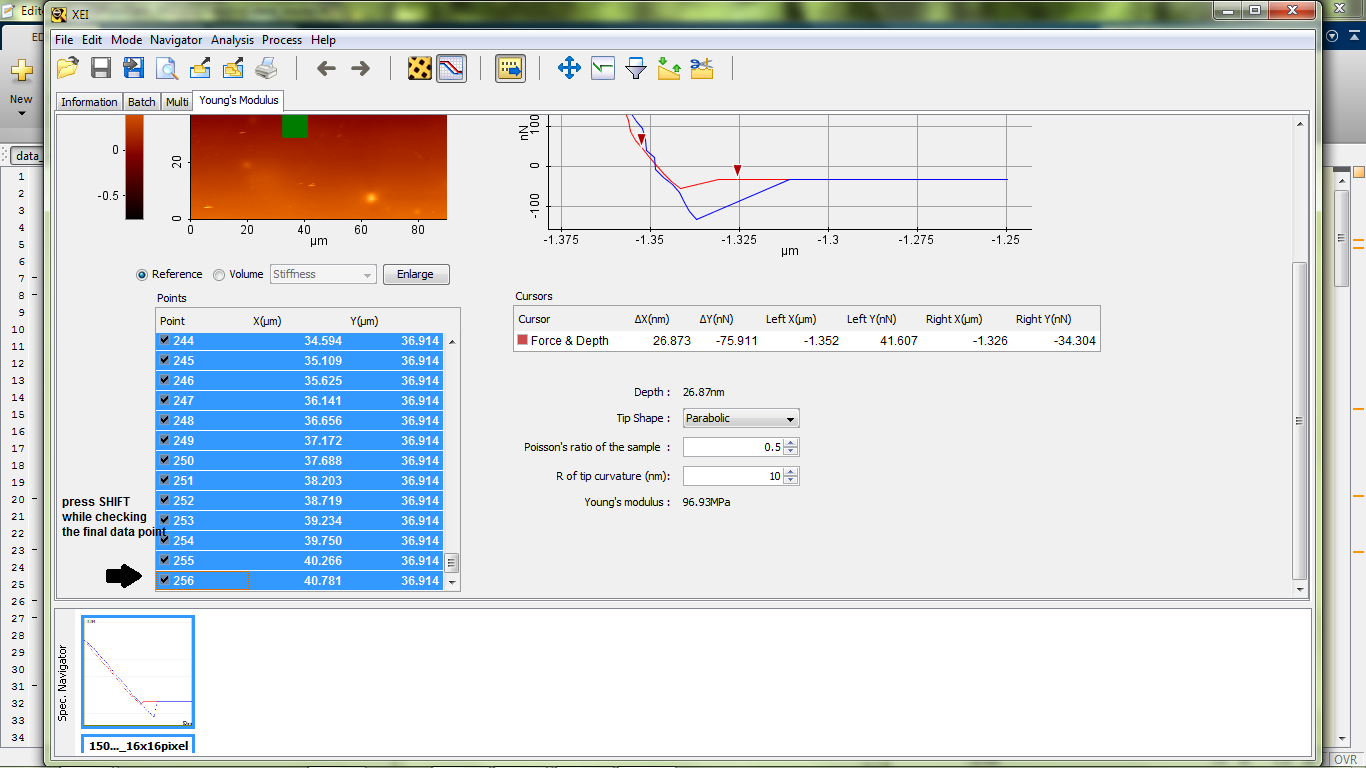 Edit
XEI
File Edit Mode Navigator Analysis Process Help
New
Information Batch Multi Young's Modulus
data_
0
-0.5
20
0
0 20 40 60 80
µm
nN
100
0
-100
-1.375 -1.35 -1.325 -1.3 -1.275 -1.25
µm
Reference Volume Stiffness Enlarge
Points
Point X(µm) Y(µm)
244 34.594 36.914
245 35.109 36.914
246 35.625 36.914
247 36.141 36.914
248 36.656 36.914
249 37.172 36.914
250 37.688 36.914
251 38.203 36.914
252 38.719 36.914
253 39.234 36.914
254 39.750 36.914
255 40.266 36.914
256 40.781 36.914
press SHIFT
while checking
the final data point
Cursors
Cursor ΔX(nm) ΔY(nN) Left X(µm) Left Y(nN) Right X(µm) Right Y(nN)
Force & Depth 26.873 -75.911 -1.352 41.607 -1.326 -34.304
Depth : 26.87nm
Tip Shape : Parabolic
Poisson's ratio of the sample : 0.5
R of tip curvature (nm): 10
Young's modulus : 96.93MPa
Spec. Navigator
150..._16x16pixel
1
2
3
4
5
6
7
8
9
10
11
12
13
14
15
16
17
18
19
20
21
22
23
24
25
26
27
28
29
30
31
32
33
34
OVR